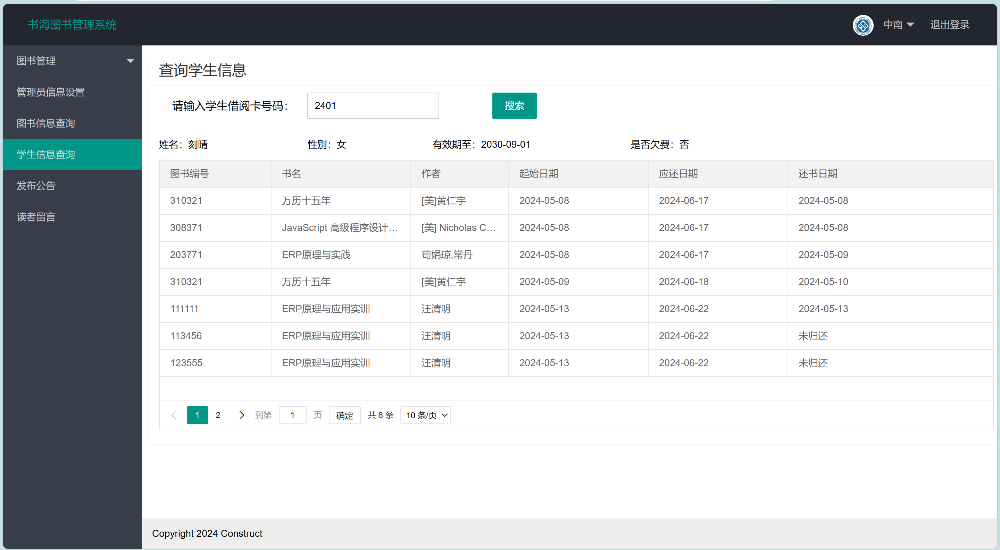 书海图书管理系统
中南
退出登录
图书管理
管理员信息设置
图书信息查询
学生信息查询
发布公告
读者留言
查询学生信息
请输入学生借阅卡号码： 2401 搜索
姓名：刻晴 性别：女 有效期至：2030-09-01 是否欠费：否
图书编号 书名 作者 起始日期 应还日期 还书日期
310321 万历十五年 [美]黄仁宇 2024-05-08 2024-06-17 2024-05-08
308371 JavaScript 高级程序设计… [美] Nicholas C… 2024-05-08 2024-06-17 2024-05-08
203771 ERP原理与实践 苟娟琼,常丹 2024-05-08 2024-06-17 2024-05-09
310321 万历十五年 [美]黄仁宇 2024-05-09 2024-06-18 2024-05-10
111111 ERP原理与应用实训 汪清明 2024-05-13 2024-06-22 2024-05-13
113456 ERP原理与应用实训 汪清明 2024-05-13 2024-06-22 未归还
123555 ERP原理与应用实训 汪清明 2024-05-13 2024-06-22 未归还
1 2 到第 1 页 确定 共 8 条 10 条/页
Copyright 2024 Construct